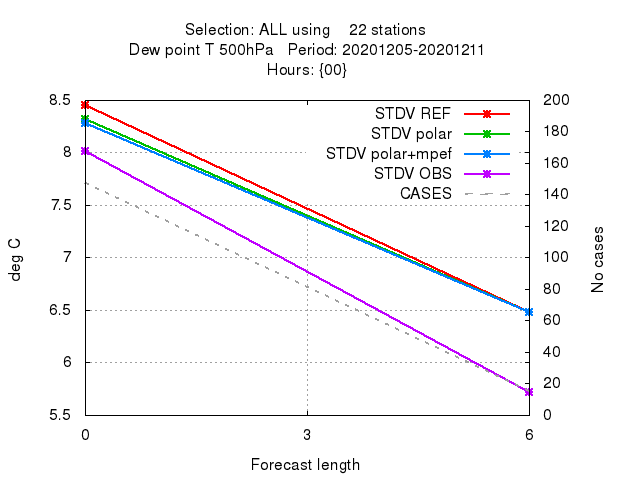 Selection: ALL using    22 stations
Dew point T 500hPa   Period: 20201205-20201211
Hours: {00}
8.5
8
7.5
7
6.5
6
5.5
deg C
STDV REF
STDV polar
STDV polar+mpef
STDV OBS
CASES
200
180
160
140
120
100
80
60
40
20
0
No cases
0 3 6
Forecast length